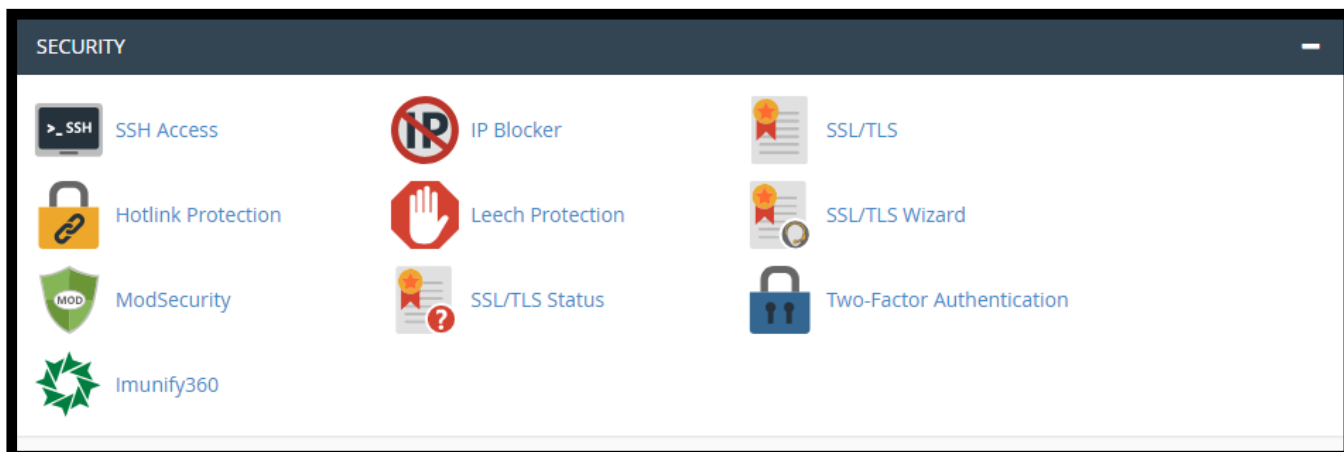 SECURITY
>_ SSH SSH Access IP IP Blocker SSL/TLS
Hotlink Protection Leech Protection SSL/TLS Wizard
MOD ModSecurity SSL/TLS Status ? Two-Factor Authentication
Imunify360